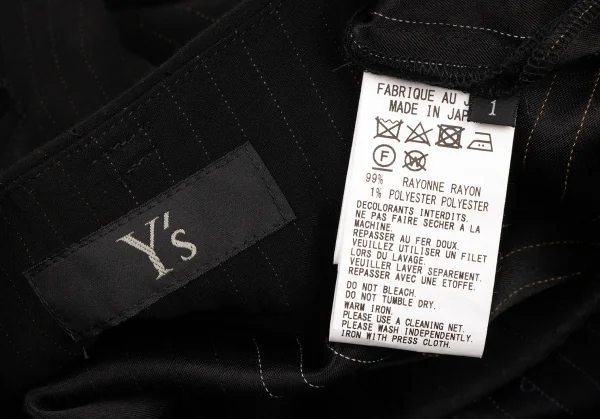 Y's
1
FABRIQUE AU J
MADE IN JAP
F
W
99% RAYONNE RAYON
1% POLYESTER POLYESTER
DECOLORANTS INTERDITS.
NE PAS FAIRE SECHER A LA
MACHINE.
REPASSER AU FER DOUX.
VEUILLEZ UTILISER UN FILET
LORS DU LAVAGE.
VEUILLER LAVER SEPAREMENT.
REPASSER AVEC UNE ETOFFE.
DO NOT BLEACH.
DO NOT TUMBLE DRY.
WARM IRON.
PLEASE USE A CLEANING NET.
PLEASE WASH INDEPENDENTLY.
IRON WITH PRESS CLOTH.